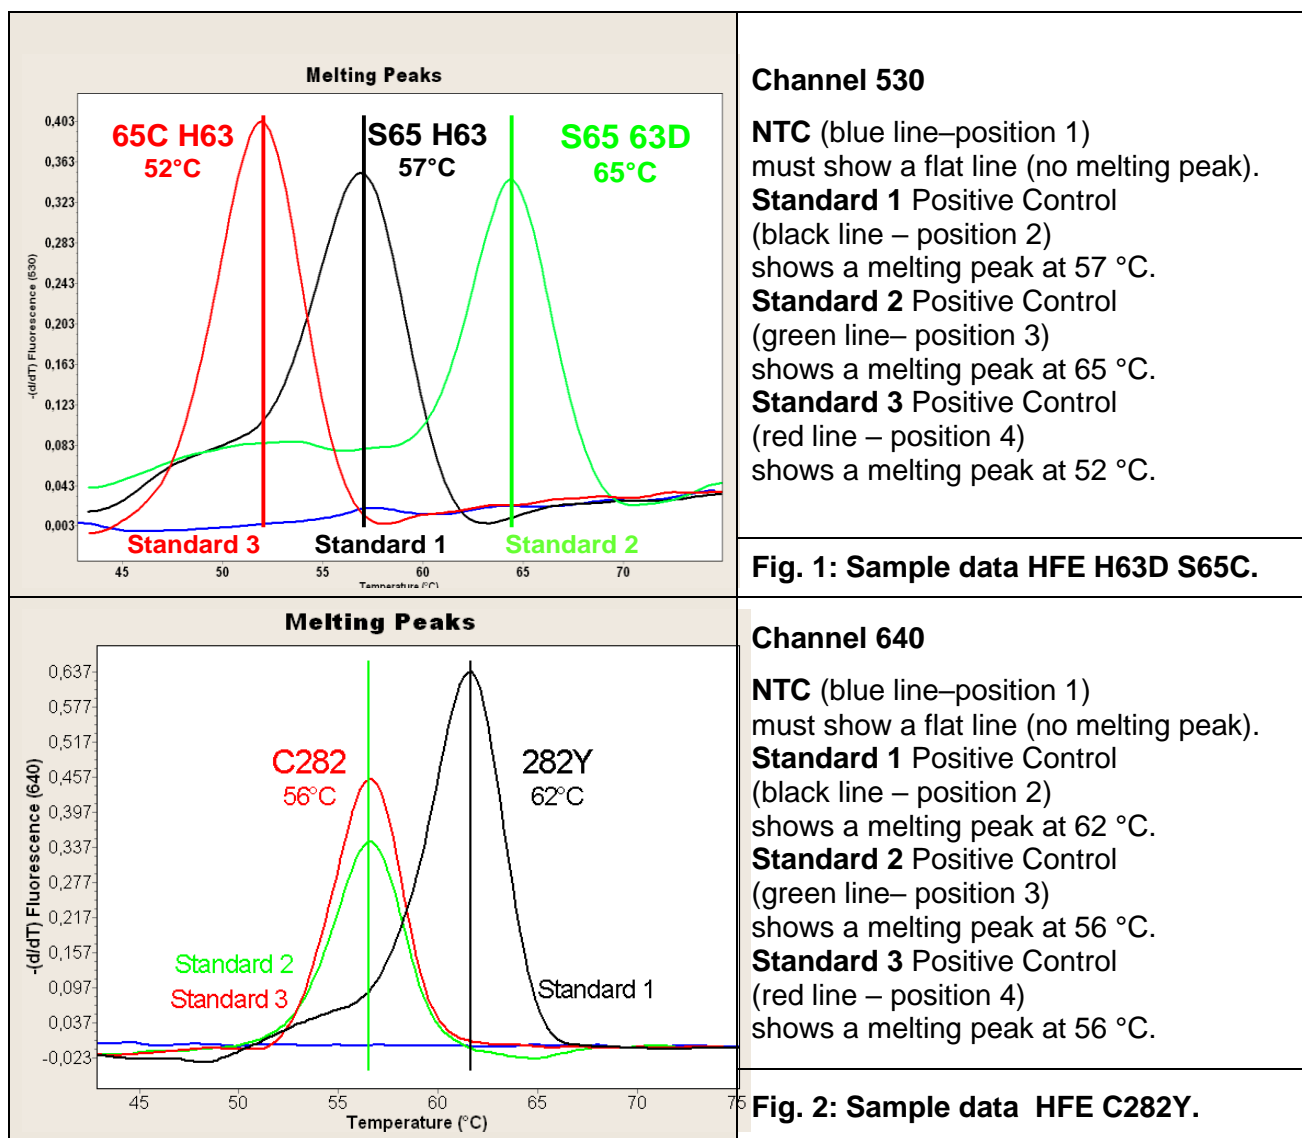 Melting Peaks
0,403
0,363
0,323
0,283
0,243
0,203
0,163
0,123
0,083
0,043
0,003
-(d/dT) Fluorescence (530)
65C H63
52°C
S65 H63
57°C
S65 63D
65°C
Standard 3
Standard 1
Standard 2
45 50 55 60 65 70
Temperature (°C)
Channel 530
NTC (blue line–position 1)
must show a flat line (no melting peak).
Standard 1 Positive Control
(black line – position 2)
shows a melting peak at 57 °C.
Standard 2 Positive Control
(green line– position 3)
shows a melting peak at 65 °C.
Standard 3 Positive Control
(red line – position 4)
shows a melting peak at 52 °C.
Fig. 1: Sample data HFE H63D S65C.
Melting Peaks
0,637
0,577
0,517
0,457
0,397
0,337
0,277
0,217
0,157
0,097
0,037
-0,023
-(d/dT) Fluorescence (640)
C282
56°C
282Y
62°C
Standard 2
Standard 3
Standard 1
45 50 55 60 65 70 75
Temperature (°C)
Channel 640
NTC (blue line–position 1)
must show a flat line (no melting peak).
Standard 1 Positive Control
(black line – position 2)
shows a melting peak at 62 °C.
Standard 2 Positive Control
(green line– position 3)
shows a melting peak at 56 °C.
Standard 3 Positive Control
(red line – position 4)
shows a melting peak at 56 °C.
Fig. 2: Sample data HFE C282Y.